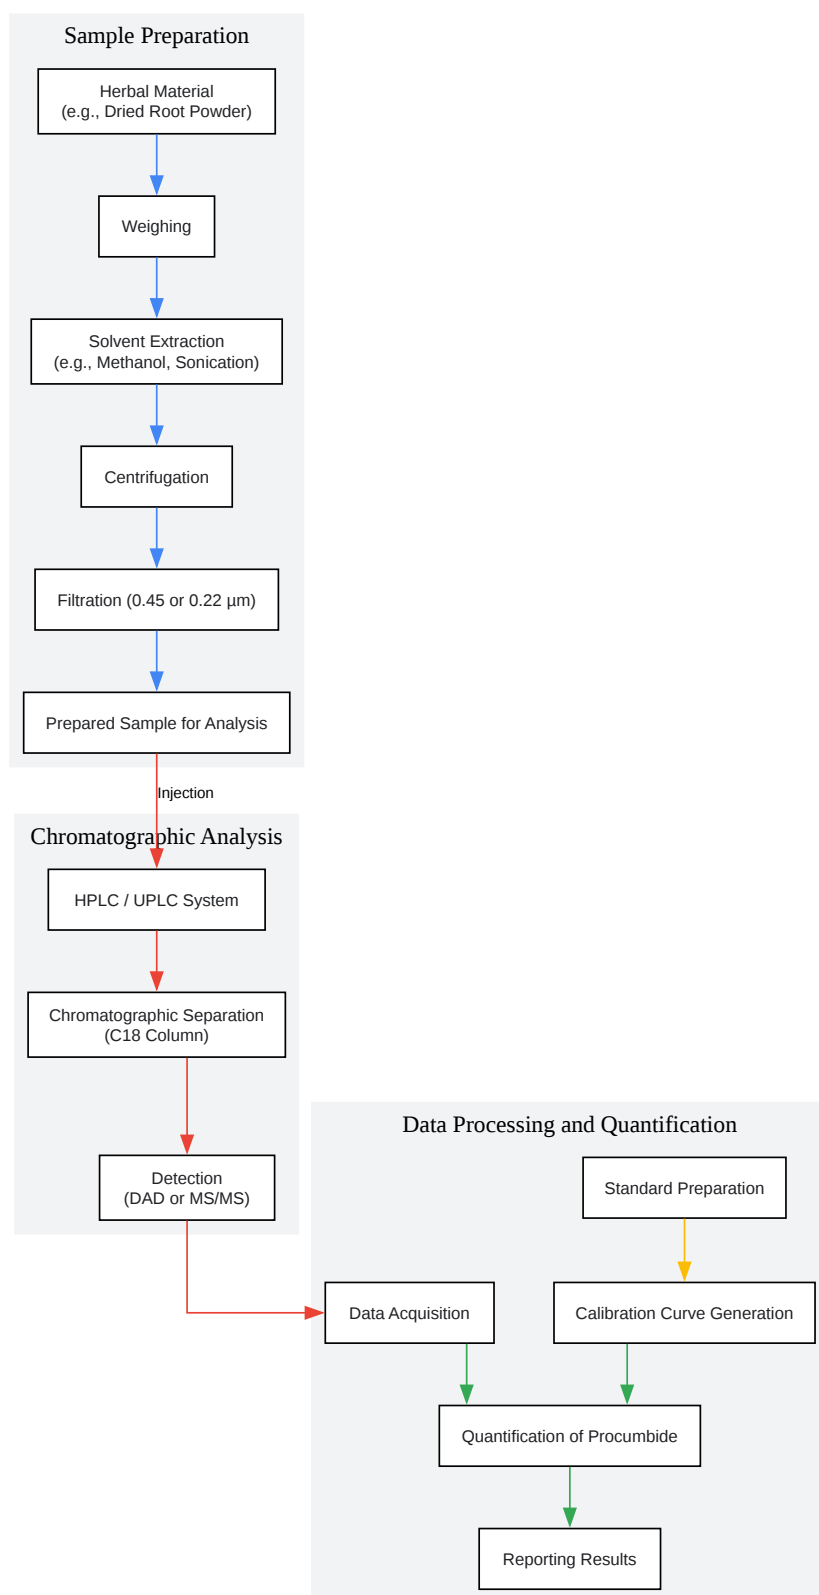 Sample Preparation
Herbal Material
(e.g., Dried Root Powder)
Weighing
Solvent Extraction
(e.g., Methanol, Sonication)
Centrifugation
Filtration (0.45 or 0.22 µm)
Prepared Sample for Analysis
Injection
Chromatographic Analysis
HPLC / UPLC System
Chromatographic Separation
(C18 Column)
Detection
(DAD or MS/MS)
Data Processing and Quantification
Standard Preparation
Data Acquisition
Calibration Curve Generation
Quantification of Procumbide
Reporting Results